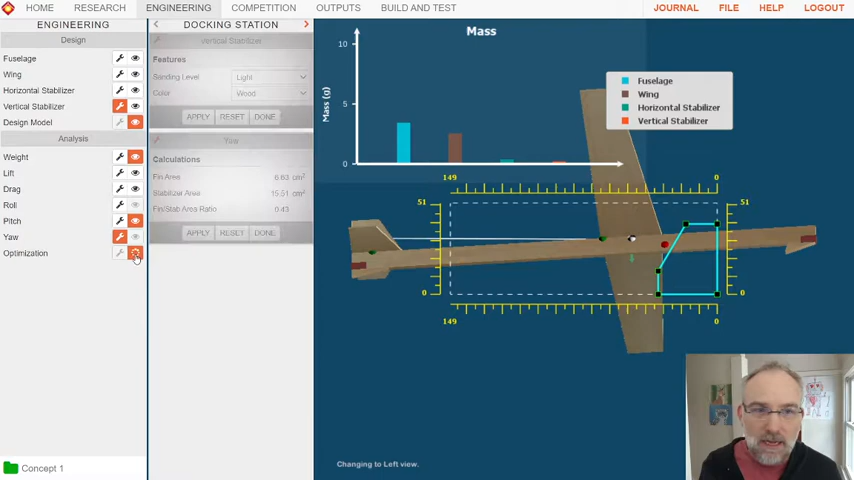 HOME RESEARCH ENGINEERING COMPETITION OUTPUTS BUILD AND TEST JOURNAL FILE HELP LOGOUT
ENGINEERING
Design
Fuselage
Wing
Horizontal Stabilizer
Vertical Stabilizer
Design Model
Analysis
Weight
Lift
Drag
Roll
Pitch
Yaw
Optimization
Concept 1
DOCKING STATION
Vertical Stabilizer
Features
Sanding Level Light
Color Wood
APPLY RESET DONE
Yaw
Calculations
Fin Area 6.63 cm²
Stabilizer Area 15.51 cm²
Fin/Stab Area Ratio 0.43
APPLY RESET DONE
Mass
Mass (g)
10
5
0
Fuselage
Wing
Horizontal Stabilizer
Vertical Stabilizer
149 0
51 51
0 0
149 0
Changing to Left view.